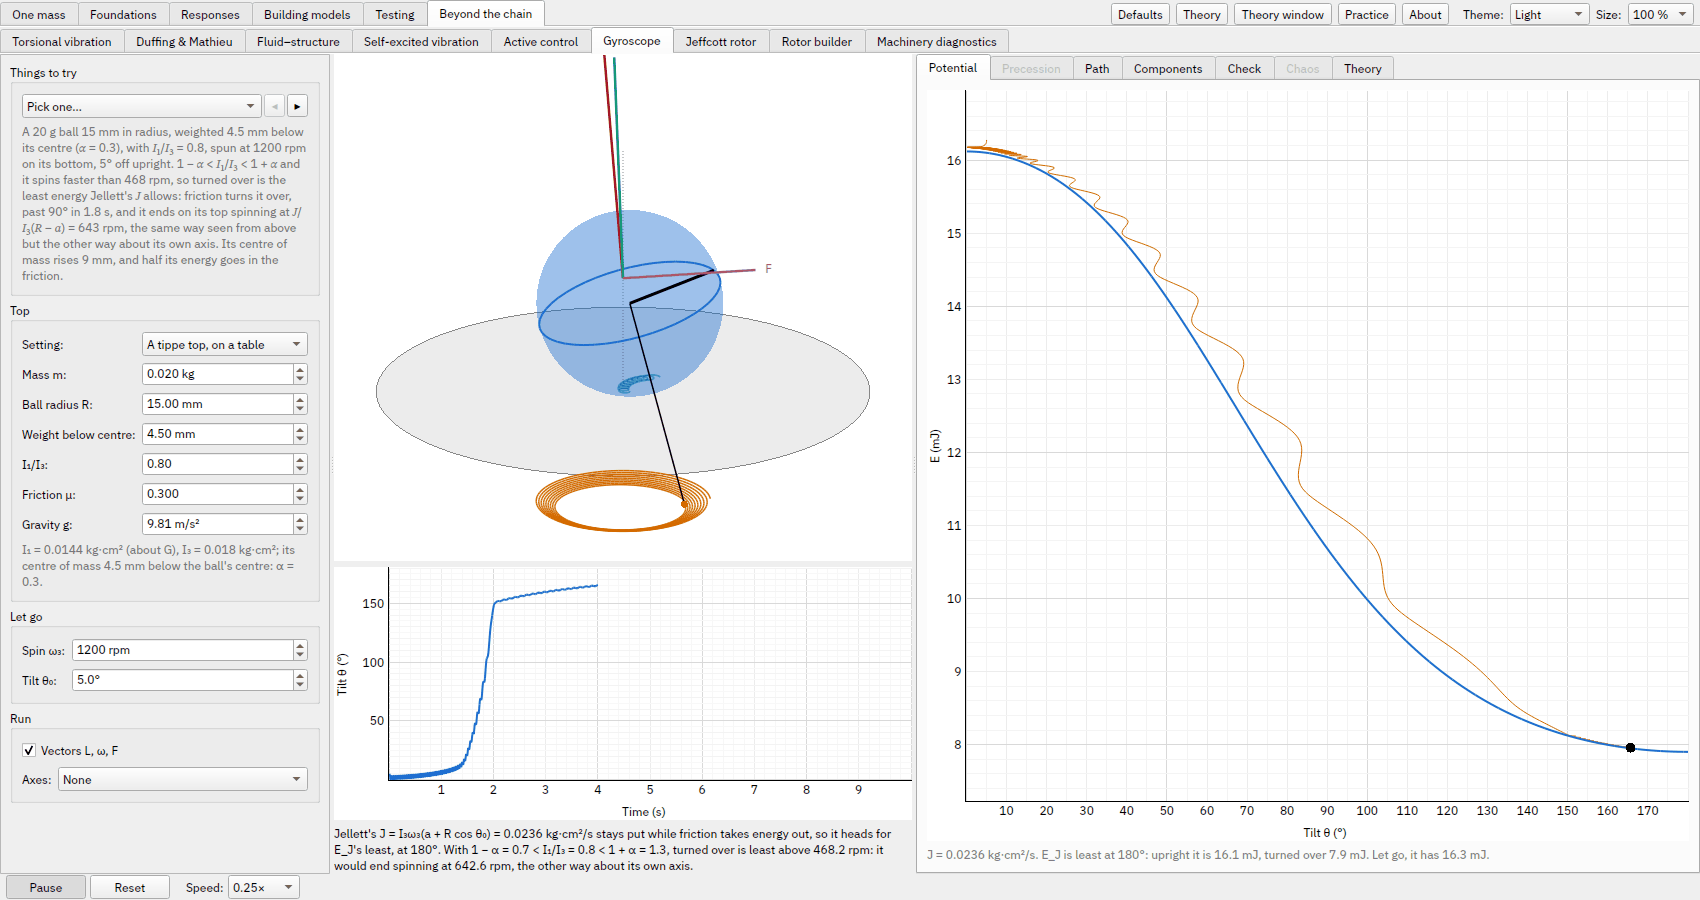 One mass Foundations Responses Building models Testing Beyond the chain Defaults Theory Theory window Practice About Theme: Light Size: 100 %
Torsional vibration Duffing & Mathieu Fluid–structure Self-excited vibration Active control Gyroscope Jeffcott rotor Rotor builder Machinery diagnostics
Things to try
Pick one...
A 20 g ball 15 mm in radius, weighted 4.5 mm below
its centre (α = 0.3), with I₁/I₃ = 0.8, spun at 1200 rpm
on its bottom, 5° off upright. 1 − α < I₁/I₃ < 1 + α and
it spins faster than 468 rpm, so turned over is the
least energy Jellett's J allows: friction turns it over,
past 90° in 1.8 s, and it ends on its top spinning at J/
I₃(R − a) = 643 rpm, the same way seen from above
but the other way about its own axis. Its centre of
mass rises 9 mm, and half its energy goes in the
friction.
Top
Setting: A tippe top, on a table
Mass m: 0.020 kg
Ball radius R: 15.00 mm
Weight below centre: 4.50 mm
I₁/I₃: 0.80
Friction μ: 0.300
Gravity g: 9.81 m/s²
I₁ = 0.0144 kg·cm² (about G), I₃ = 0.018 kg·cm²; its
centre of mass 4.5 mm below the ball's centre: α =
0.3.
Let go
Spin ω₃: 1200 rpm
Tilt θ₀: 5.0°
Run
Vectors L, ω, F
Axes: None
Pause Reset Speed: 0.25×
F
150
100
50
Tilt θ (°)
1 2 3 4 5 6 7 8 9
Time (s)
Jellett's J = I₃ω₃(a + R cos θ₀) = 0.0236 kg·cm²/s stays put while friction takes energy out, so it heads for
E_J's least, at 180°. With 1 − α = 0.7 < I₁/I₃ = 0.8 < 1 + α = 1.3, turned over is least above 468.2 rpm: it
would end spinning at 642.6 rpm, the other way about its own axis.
Potential Precession Path Components Check Chaos Theory
16
15
14
13
12
11
10
9
8
E (mJ)
10 20 30 40 50 60 70 80 90 100 110 120 130 140 150 160 170
Tilt θ (°)
J = 0.0236 kg·cm²/s. E_J is least at 180°: upright it is 16.1 mJ, turned over 7.9 mJ. Let go, it has 16.3 mJ.